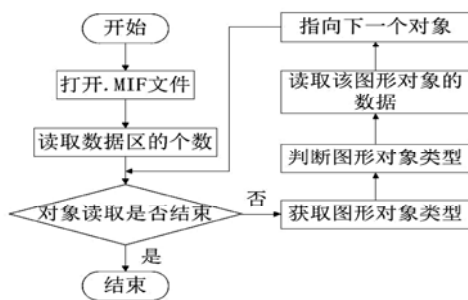 开始
打开.MIF文件
读取数据区的个数
对象读取是否结束
是
结束
否
获取图形对象类型
判断图形对象类型
读取该图形对象的
数据
指向下一个对象